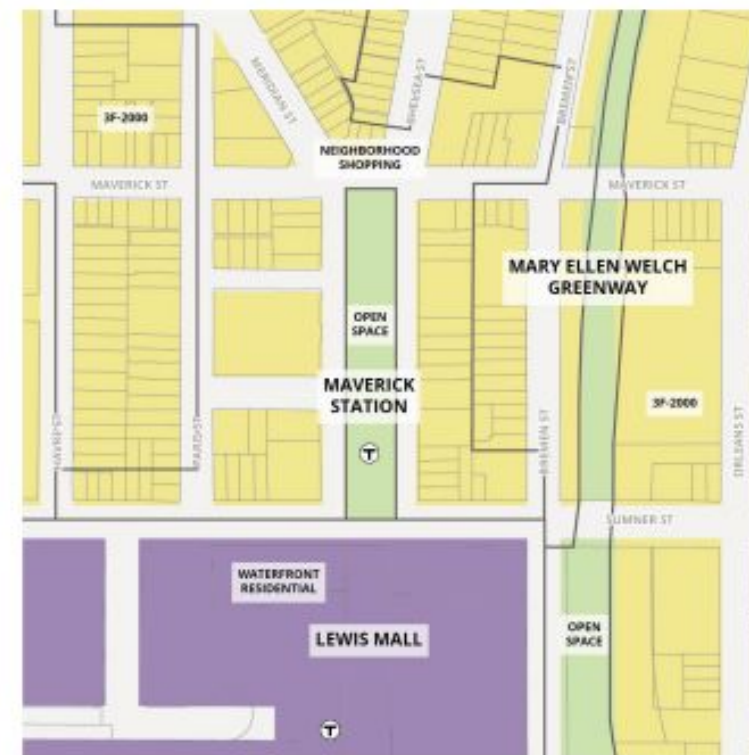 MERIDIAN ST
CHELSEA ST
BREMEN ST
3F-2000
NEIGHBORHOOD
SHOPPING
MAVERICK ST
MAVERICK ST
MARY ELLEN WELCH
GREENWAY
OPEN
SPACE
MAVERICK
STATION
3F-2000
HAVRE ST
PARIS ST
BREMEN ST
ORLEANS ST
T
SUMNER ST
WATERFRONT
RESIDENTIAL
LEWIS MALL
OPEN
SPACE
T